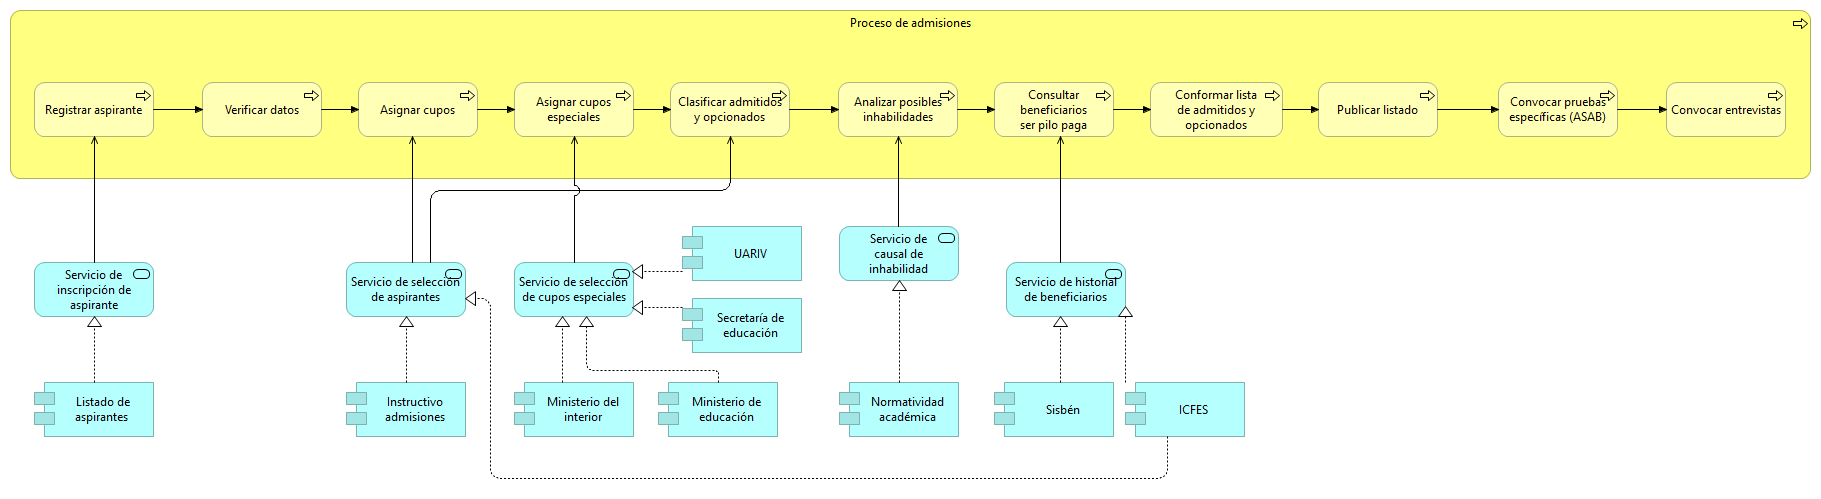 Proceso de admisiones
Registrar aspirante
Verificar datos
Asignar cupos
Asignar cupos
especiales
Clasificar admitidos
y opcionados
Analizar posibles
inhabilidades
Consultar
beneficiarios
ser pilo paga
Conformar lista
de admitidos y
opcionados
Publicar listado
Convocar pruebas
específicas (ASAB)
Convocar entrevistas
Servicio de
inscripción de
aspirante
Servicio de selección
de aspirantes
Servicio de selección
de cupos especiales
UARIV
Secretaría de
educación
Servicio de
causal de
inhabilidad
Servicio de historial
de beneficiarios
Listado de
aspirantes
Instructivo
admisiones
Ministerio del
interior
Ministerio de
educación
Normatividad
académica
Sisbén
ICFES